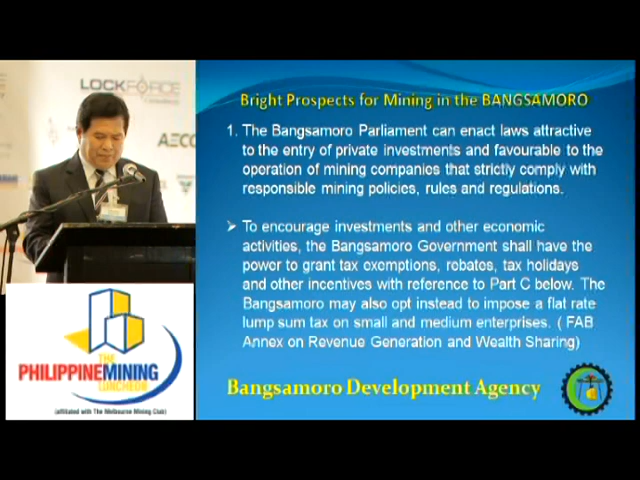 LOCKFORCE
AECO
Bright Prospects for Mining in the BANGSAMORO
1. The Bangsamoro Parliament can enact laws attractive
to the entry of private investments and favourable to the
operation of mining companies that strictly comply with
responsible mining policies, rules and regulations.
➤ To encourage investments and other economic
activities, the Bangsamoro Government shall have the
power to grant tax exemptions, rebates, tax holidays
and other incentives with reference to Part C below. The
Bangsamoro may also opt instead to impose a flat rate
lump sum tax on small and medium enterprises. ( FAB
Annex on Revenue Generation and Wealth Sharing)
Bangsamoro Development Agency
THE
PHILIPPINEMINING
LUNCHEON
(affiliated with The Melbourne Mining Club)